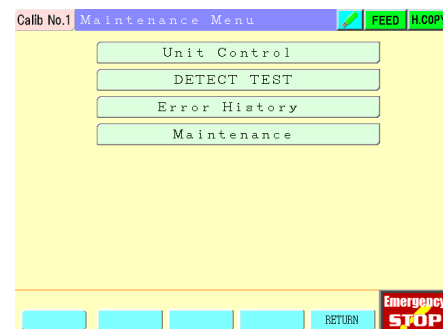 Calib No.1 Maintenance Menu FEED H.COPY
Unit Control
DETECT TEST
Error History
Maintenance
RETURN
Emergency
STOP